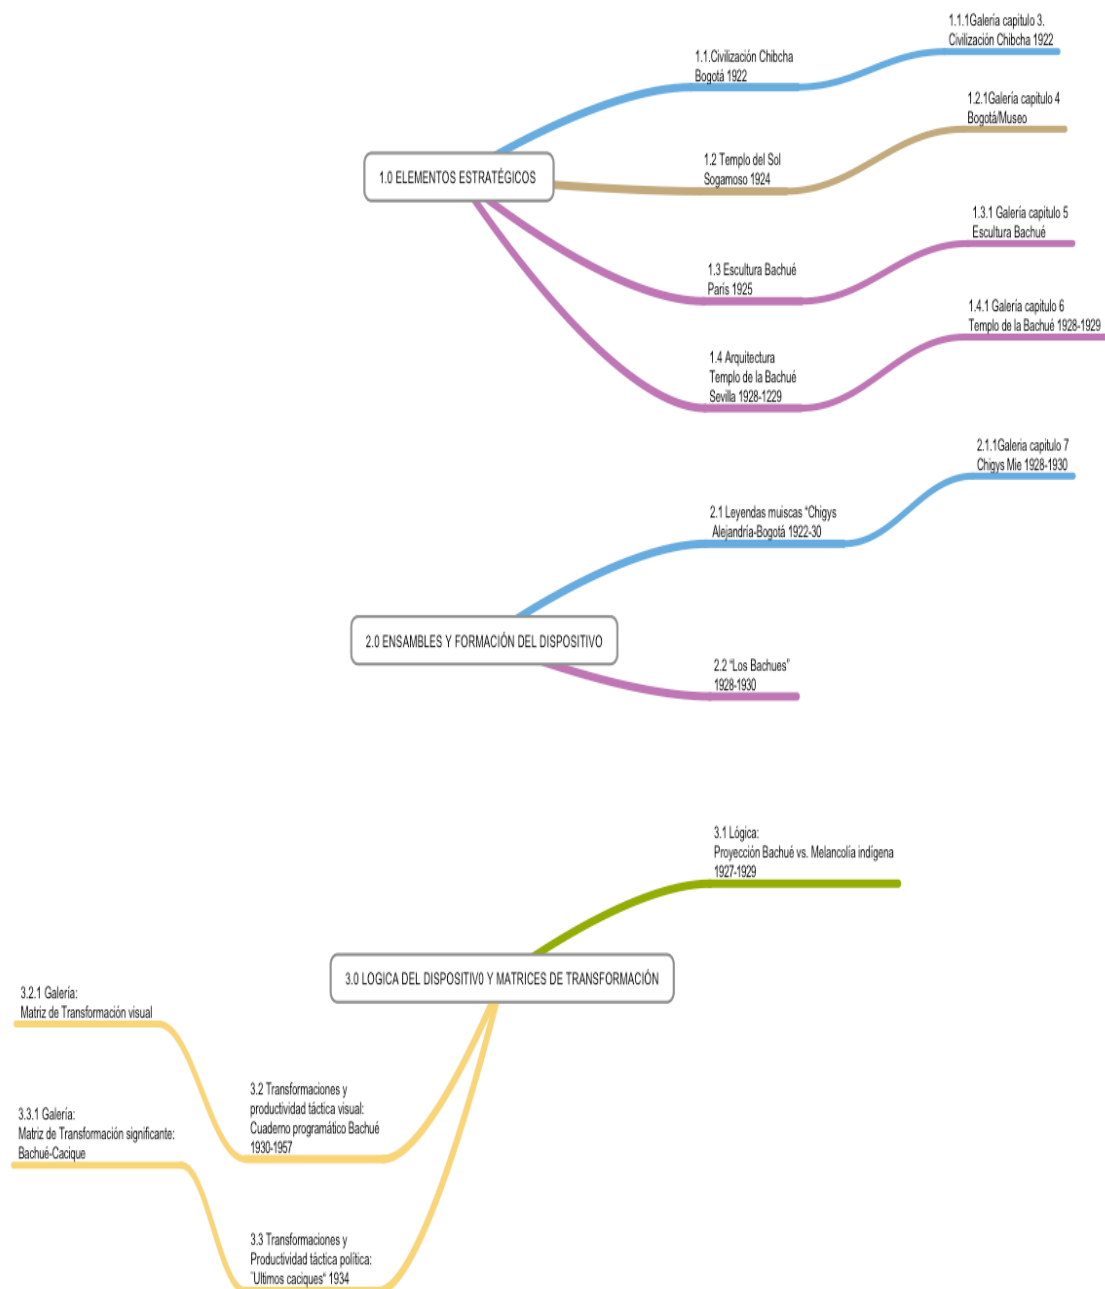 1.1.1Galería capitulo 3.
Civilización Chibcha 1922
1.1.Civilización Chibcha
Bogotá 1922
1.2.1Galería capitulo 4
Bogotá/Museo
1.0 ELEMENTOS ESTRATÉGICOS
1.2 Templo del Sol
Sogamoso 1924
1.3.1 Galería capitulo 5
Escultura Bachué
1.3 Escultura Bachué
París 1925
1.4.1 Galería capitulo 6
Templo de la Bachué 1928-1929
1.4 Arquitectura
Templo de la Bachué
Sevilla 1928-1229
2.1.1Galeria capitulo 7
Chigys Mie 1928-1930
2.1 Leyendas muiscas “Chigys
Alejandría-Bogotá 1922-30
2.0 ENSAMBLES Y FORMACIÓN DEL DISPOSITIVO
2.2 “Los Bachues”
1928-1930
3.1 Lógica:
Proyección Bachué vs. Melancolía indígena
1927-1929
3.0 LOGICA DEL DISPOSITIV0 Y MATRICES DE TRANSFORMACIÓN
3.2.1 Galería:
Matriz de Transformación visual
3.2 Transformaciones y
productividad táctica visual:
Cuaderno programático Bachué
1930-1957
3.3.1 Galería:
Matriz de Transformación significante:
Bachué-Cacique
3.3 Transformaciones y
Productividad táctica política:
¨Ultimos caciques“ 1934